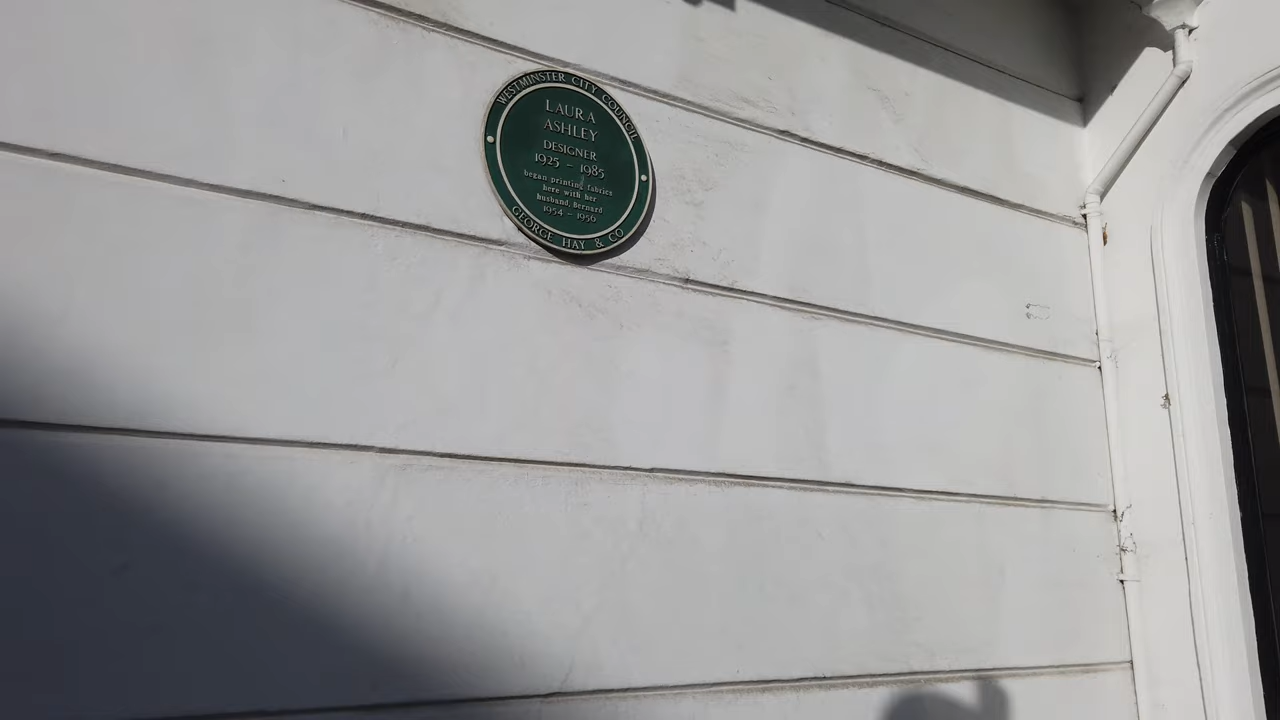 WESTMINSTER CITY COUNCIL
LAURA
ASHLEY
DESIGNER
1925 - 1985
began printing fabrics
here with her
husband, Bernard
1954 - 1956
GEORGE HAY & CO